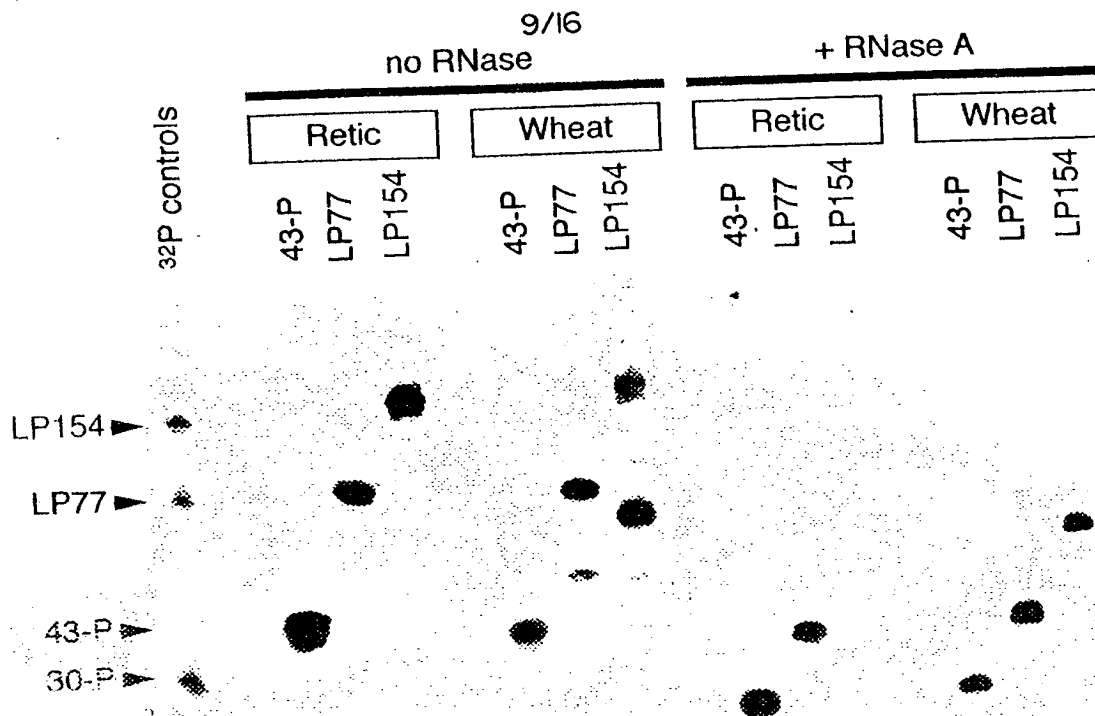 9/16
no RNase
+ RNase A
Retic
Wheat
Retic
Wheat
32P controls
43-P
LP77
LP154
43-P
LP77
LP154
43-P
LP77
LP154
43-P
LP77
LP154
LP154
LP77
43-P
30-P